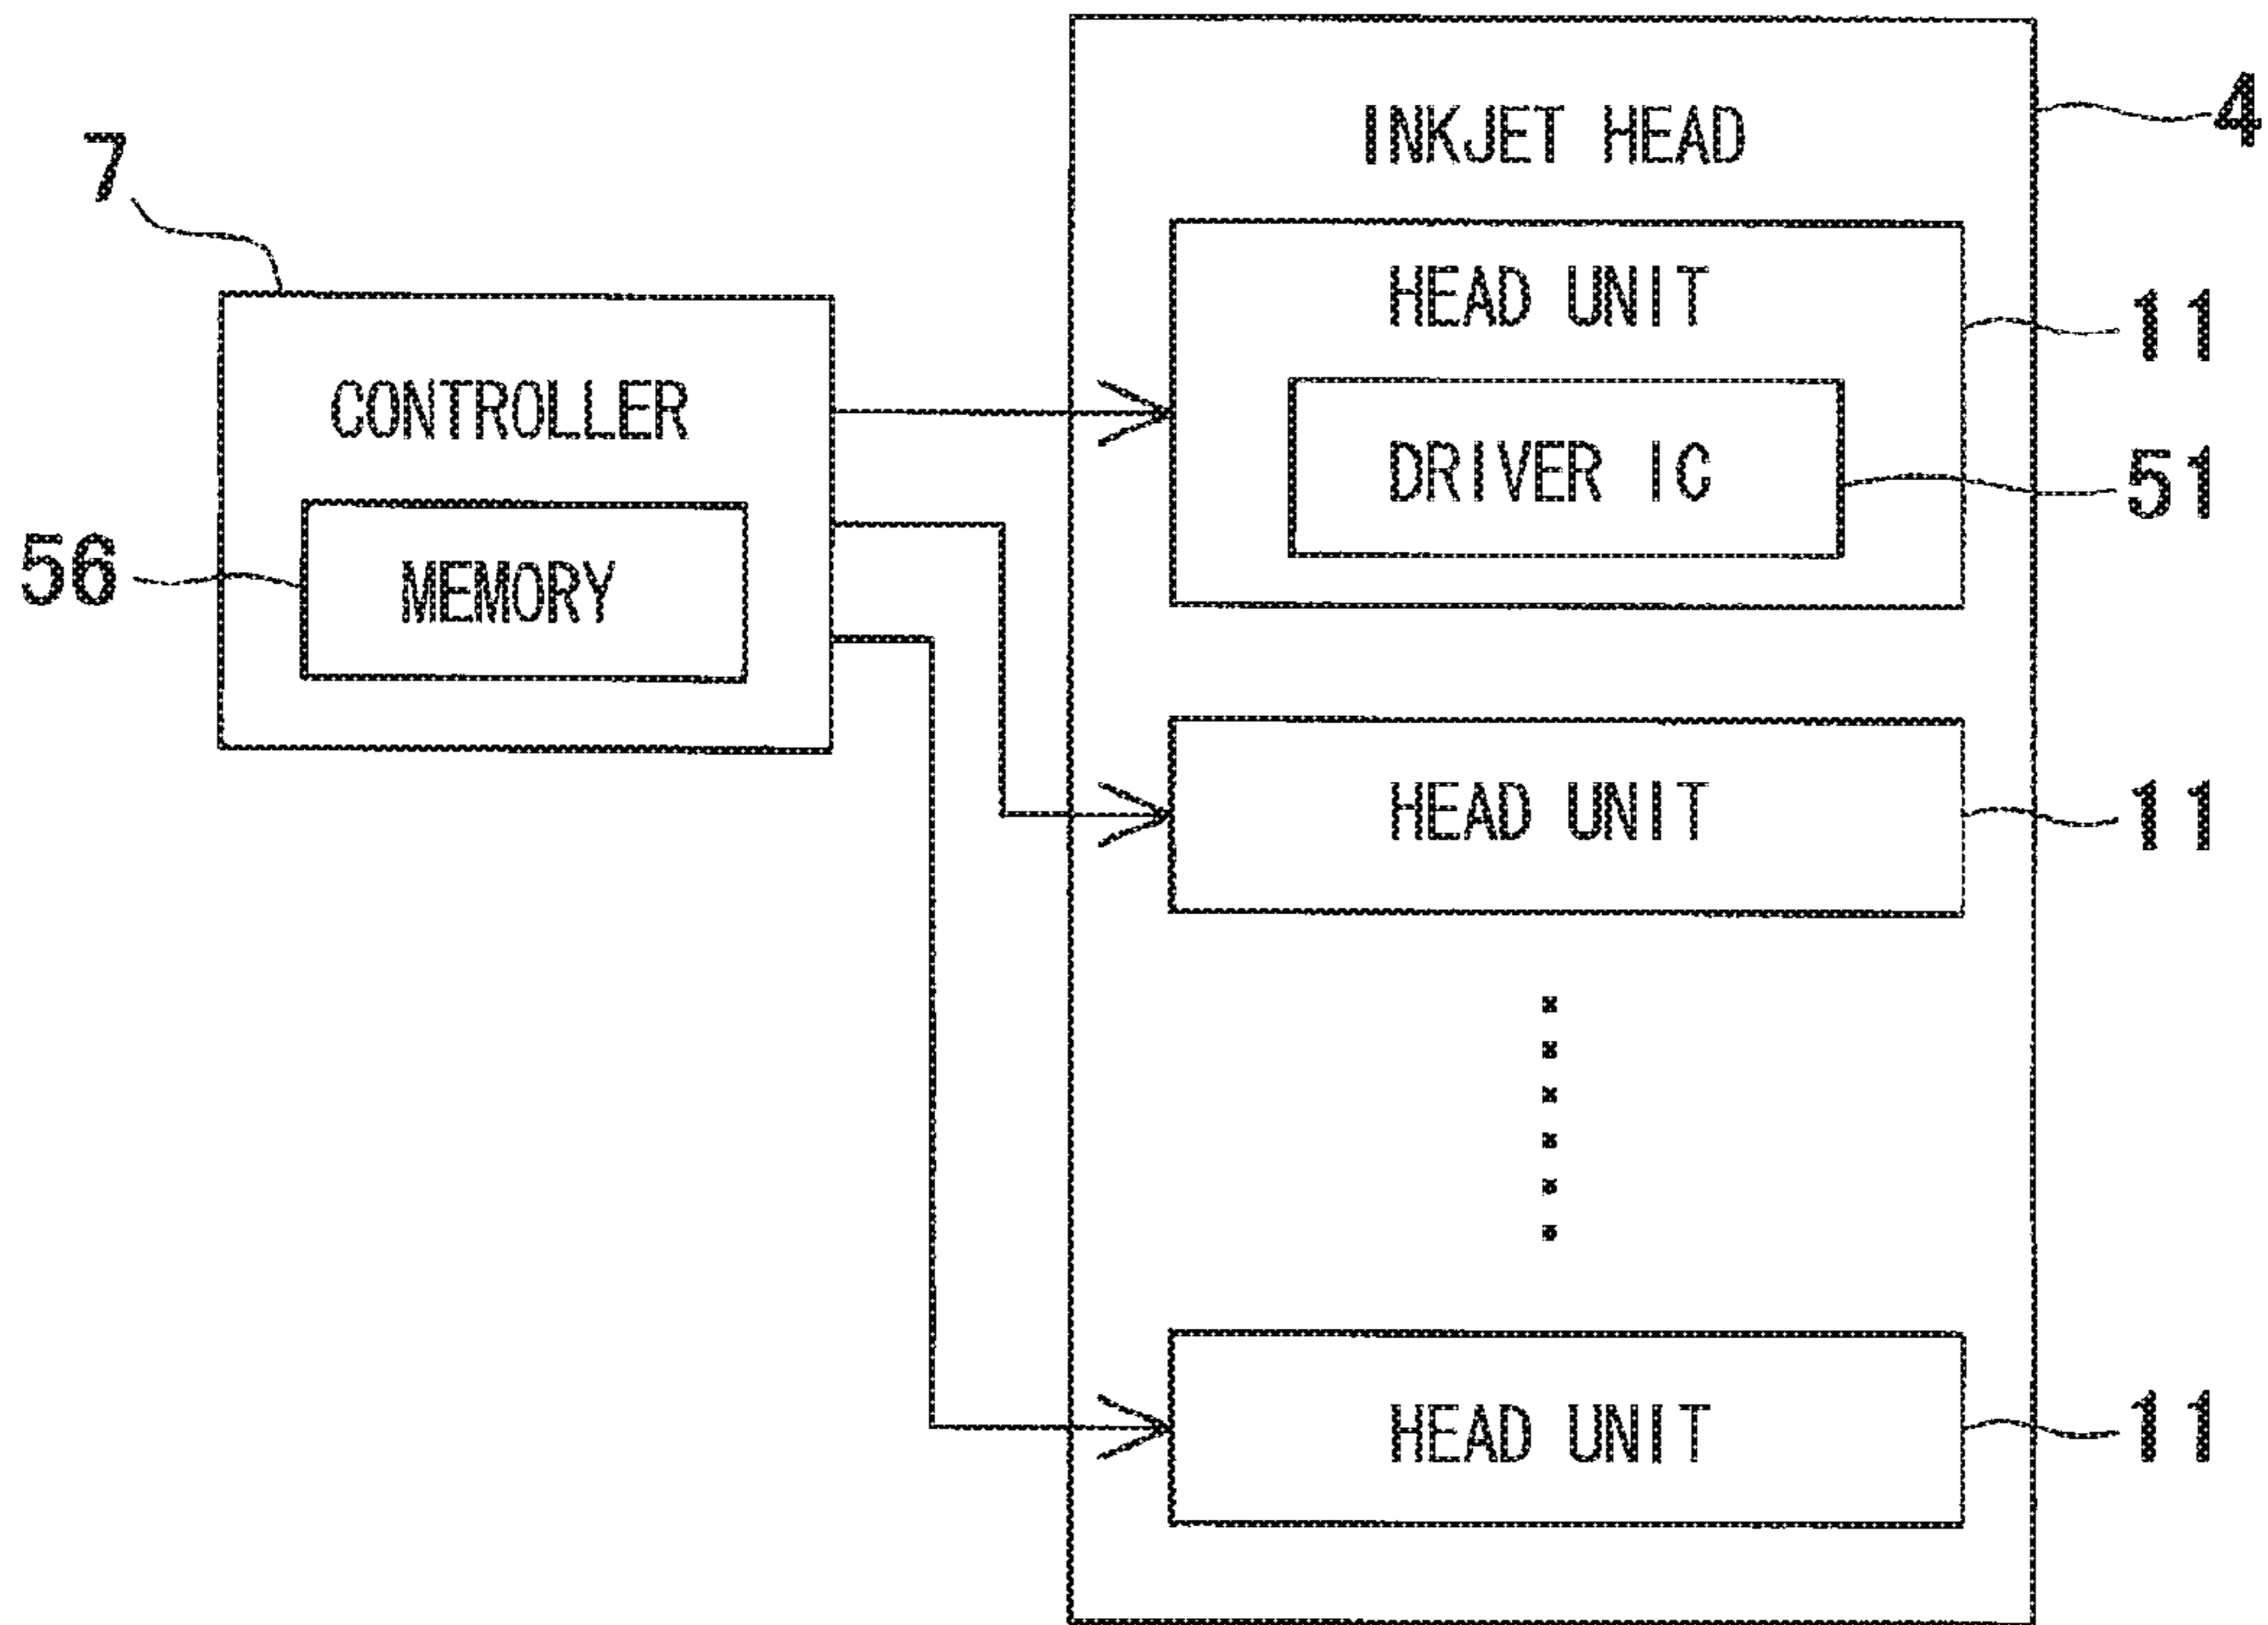 INKJET HEAD
4
7
HEAD UNIT
11
CONTROLLER
DRIVER IC
51
56
MEMORY
HEAD UNIT
11
HEAD UNIT
11